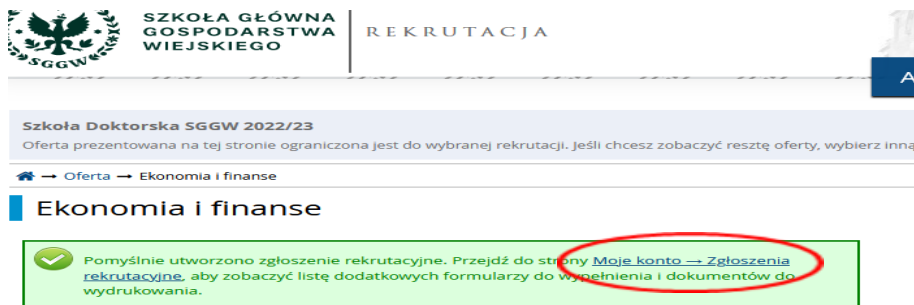 SZKOŁA GŁÓWNA
GOSPODARSTWA
WIEJSKIEGO
SGGW
REKRUTACJA
A
Szkoła Doktorska SGGW 2022/23
Oferta prezentowana na tej stronie ograniczona jest do wybranej rekrutacji. Jeśli chcesz zobaczyć resztę oferty, wybierz inną
→ Oferta → Ekonomia i finanse
Ekonomia i finanse
Pomyślnie utworzono zgłoszenie rekrutacyjne. Przejdź do strony Moje konto → Zgłoszenia
rekrutacyjne, aby zobaczyć listę dodatkowych formularzy do wypełnienia i dokumentów do
wydrukowania.